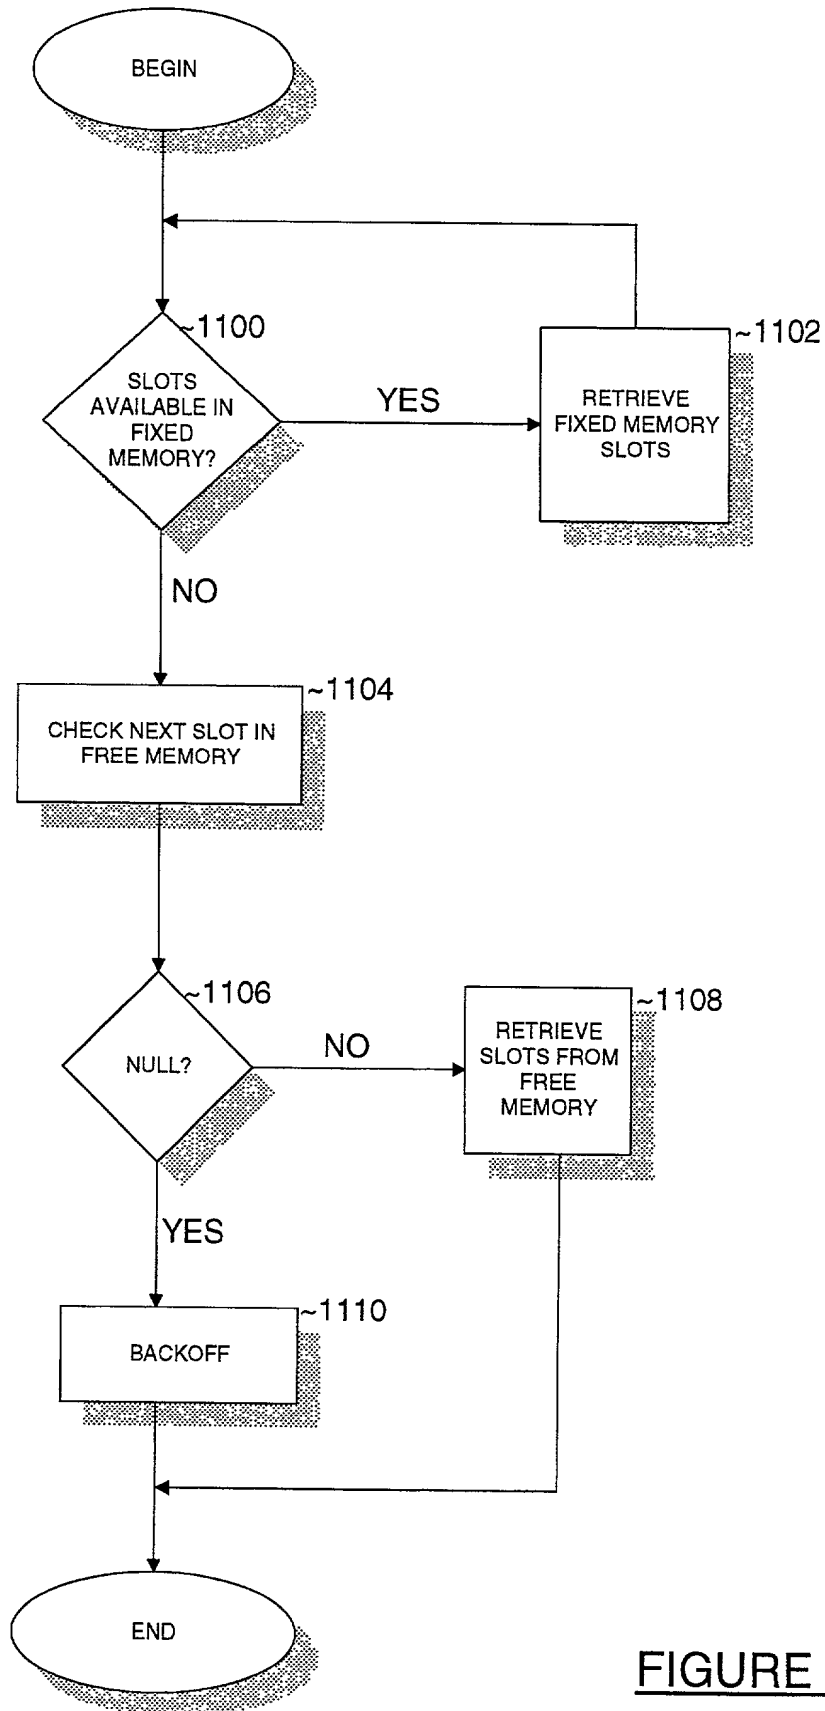 BEGIN
~1100
SLOTS
AVAILABLE IN
FIXED
MEMORY?
YES
~1102
RETRIEVE
FIXED MEMORY
SLOTS
NO
~1104
CHECK NEXT SLOT IN
FREE MEMORY
~1106
NULL?
NO
~1108
RETRIEVE
SLOTS FROM
FREE
MEMORY
YES
~1110
BACKOFF
END
FIGURE